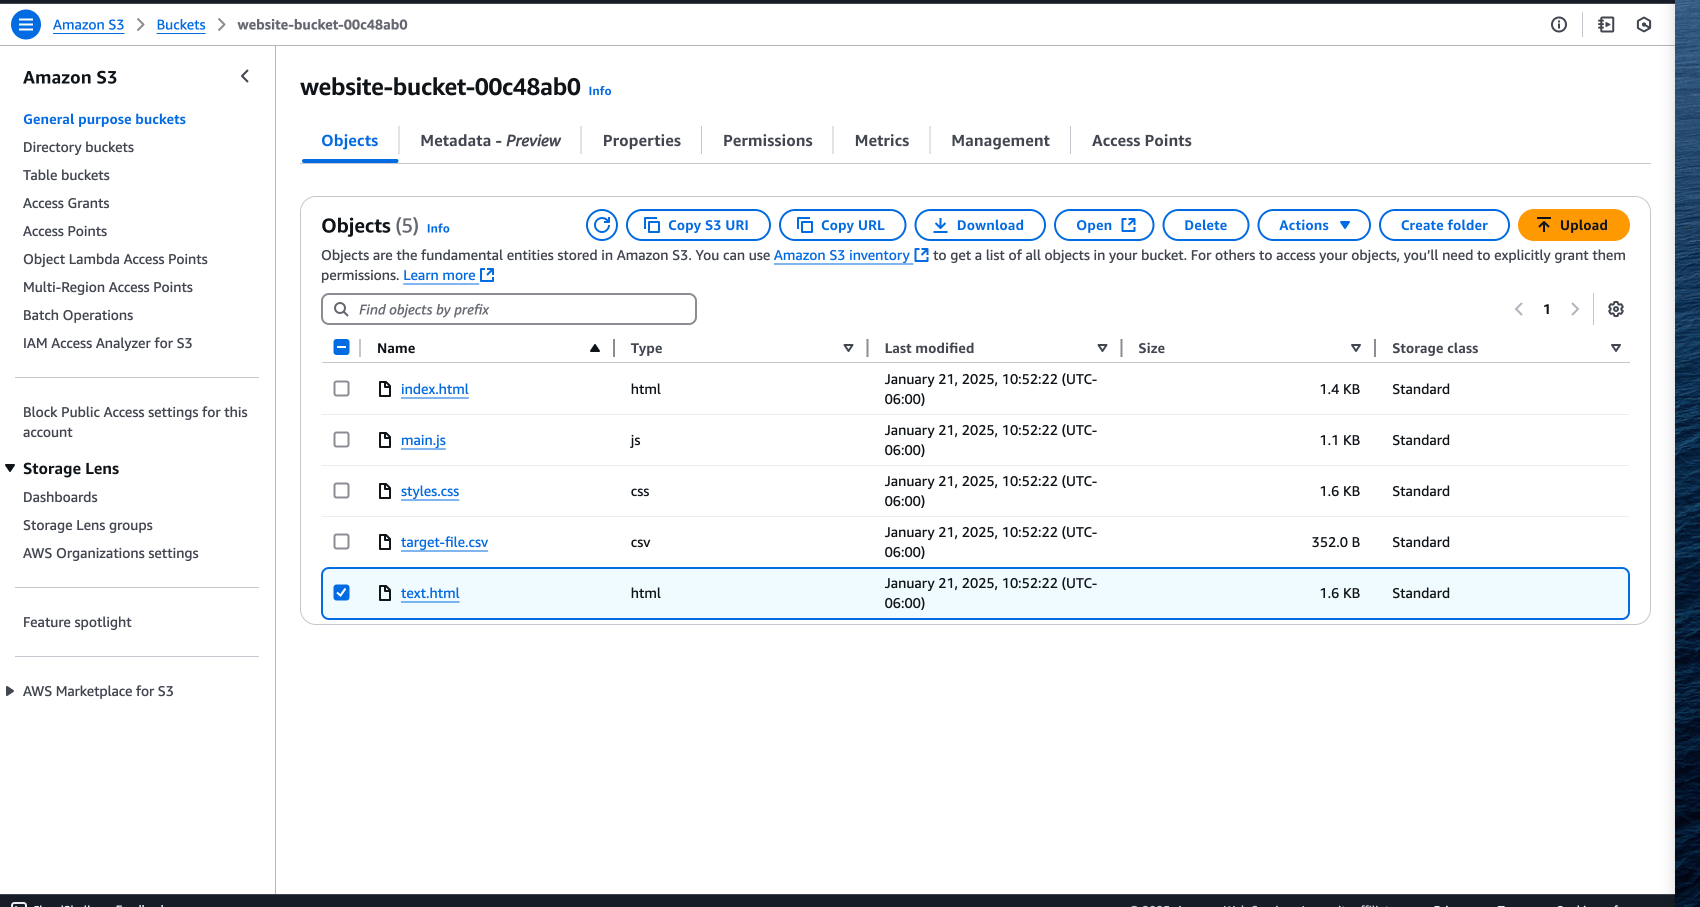 Amazon S3 > Buckets > website-bucket-00c48ab0
Amazon S3
General purpose buckets
Directory buckets
Table buckets
Access Grants
Access Points
Object Lambda Access Points
Multi-Region Access Points
Batch Operations
IAM Access Analyzer for S3
Block Public Access settings for this
account
Storage Lens
Dashboards
Storage Lens groups
AWS Organizations settings
Feature spotlight
AWS Marketplace for S3
website-bucket-00c48ab0 Info
Objects Metadata - Preview Properties Permissions Metrics Management Access Points
Objects (5) Info Copy S3 URI Copy URL Download Open Delete Actions Create folder Upload
Objects are the fundamental entities stored in Amazon S3. You can use Amazon S3 inventory to get a list of all objects in your bucket. For others to access your objects, you'll need to explicitly grant them
permissions. Learn more
Find objects by prefix 1
Name Type Last modified Size Storage class
index.html html January 21, 2025, 10:52:22 (UTC-
06:00) 1.4 KB Standard
main.js js January 21, 2025, 10:52:22 (UTC-
06:00) 1.1 KB Standard
styles.css css January 21, 2025, 10:52:22 (UTC-
06:00) 1.6 KB Standard
target-file.csv csv January 21, 2025, 10:52:22 (UTC-
06:00) 352.0 B Standard
text.html html January 21, 2025, 10:52:22 (UTC-
06:00) 1.6 KB Standard